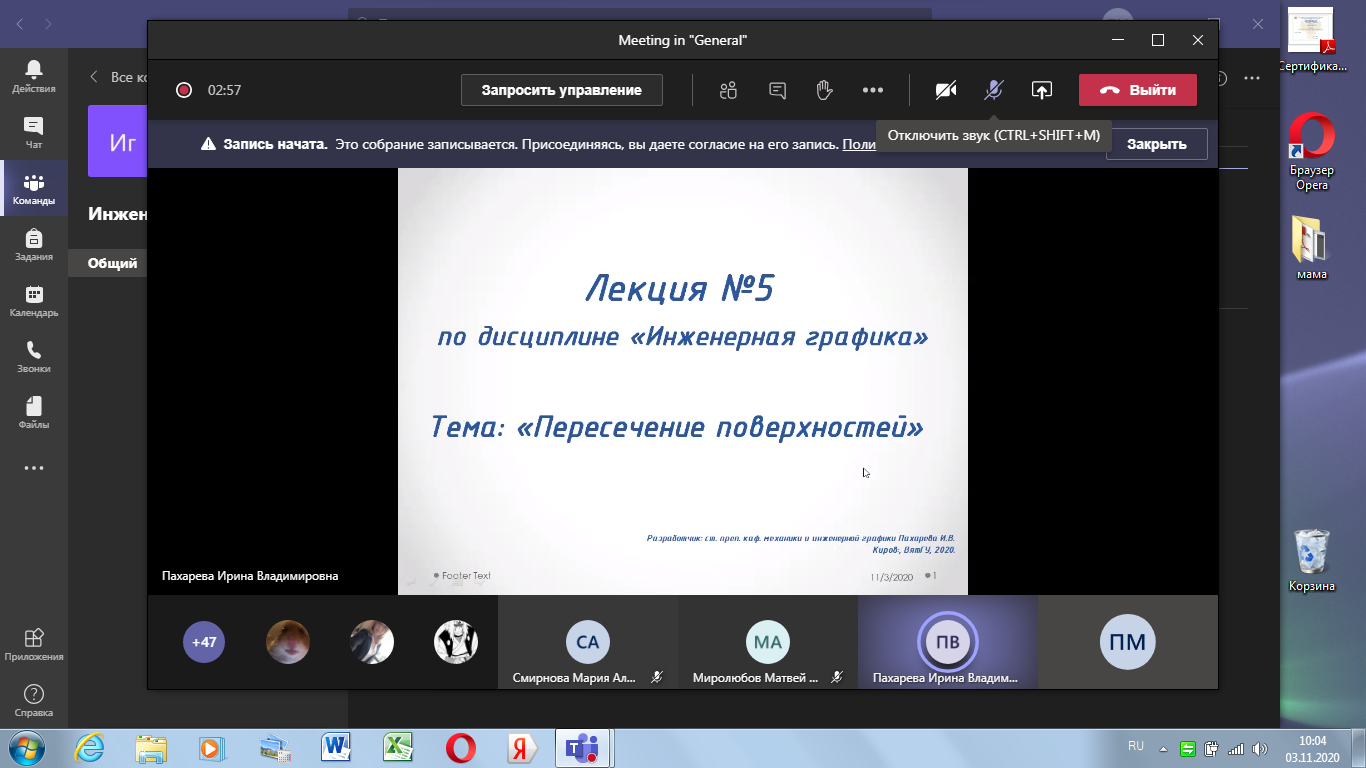 Meeting in "General"
02:57
Запросить управление
Выйти
Отключить звук (CTRL+SHIFT+M)
Запись начата. Это собрание записывается. Присоединяясь, вы даете согласие на его запись.
Закрыть
Действия
Чат
Команды
Задания
Календарь
Звонки
Файлы
Приложения
Справка
Иг
Общий
Лекция №5
по дисциплине «Инженерная графика»
Тема: «Пересечение поверхностей»
Разработчик: ст. преп. каф. механики и инженерной графики Пахарева И.В.
Киров, ВятГУ, 2020.
Footer Text
11/3/2020
1
Пахарева Ирина Владимировна
+47
СА
Смирнова Мария Ал...
МА
Миролюбов Матвей ...
ПВ
Пахарева Ирина Владим...
ПМ
Сертифика...
Браузер
Opera
мама
Корзина
RU
10:04
03.11.2020